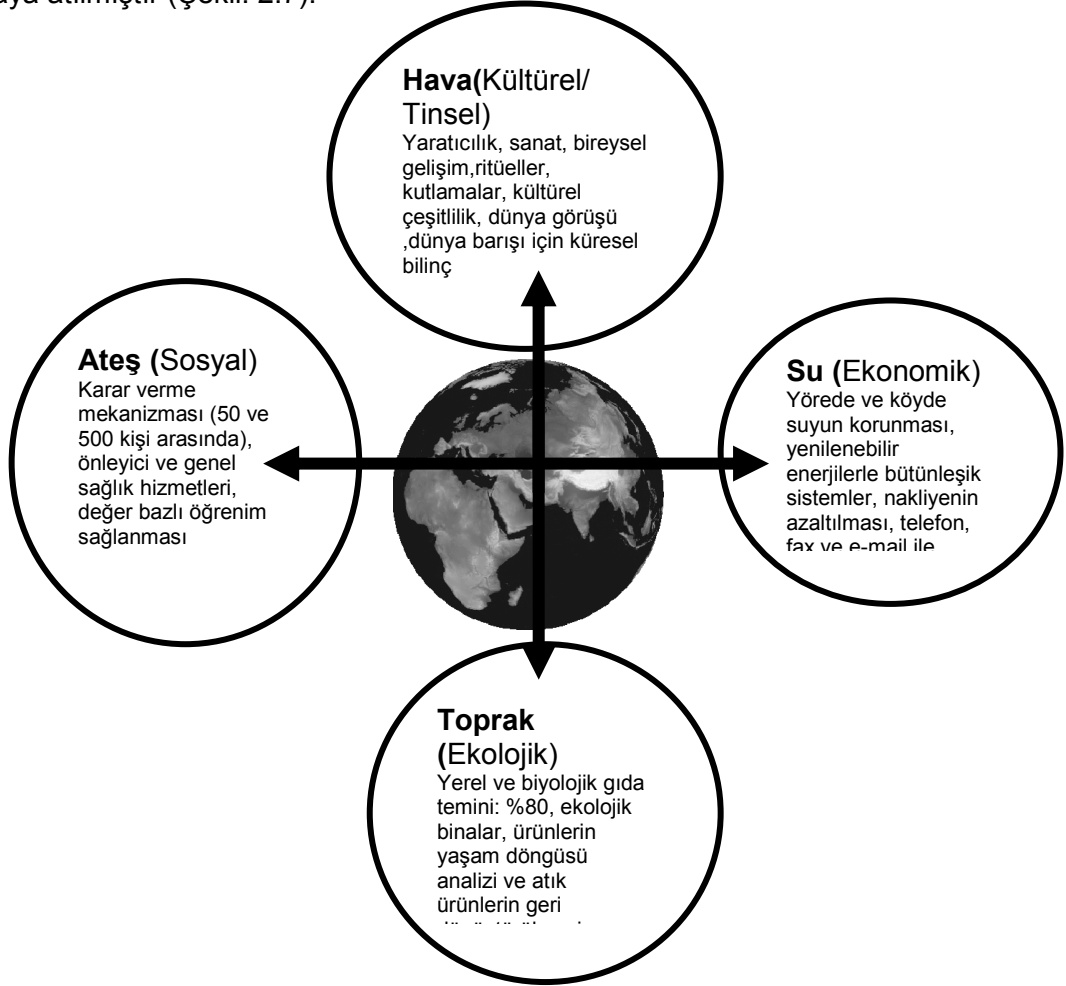 atılmıştır (Şekil: 2.7).
Hava(Kültürel/
Tinsel)
Yaratıcılık, sanat, bireysel
gelişim,ritüeller,
kutlamalar, kültürel
çeşitlilik, dünya görüşü
,dünya barışı için küresel
bilinç
Ateş (Sosyal)
Karar verme
mekanizması (50 ve
500 kişi arasında),
önleyici ve genel
sağlık hizmetleri,
değer bazlı öğrenim
sağlanması
Su (Ekonomik)
Yörede ve köyde
suyun korunması,
yenilenebilir
enerjilerle bütünleşik
sistemler, nakliyenin
azaltılması, telefon,
fax ve e-mail ile
Toprak
(Ekolojik)
Yerel ve biyolojik gıda
temini: %80, ekolojik
binalar, ürünlerin
yaşam döngüsü
analizi ve atık
ürünlerin geri